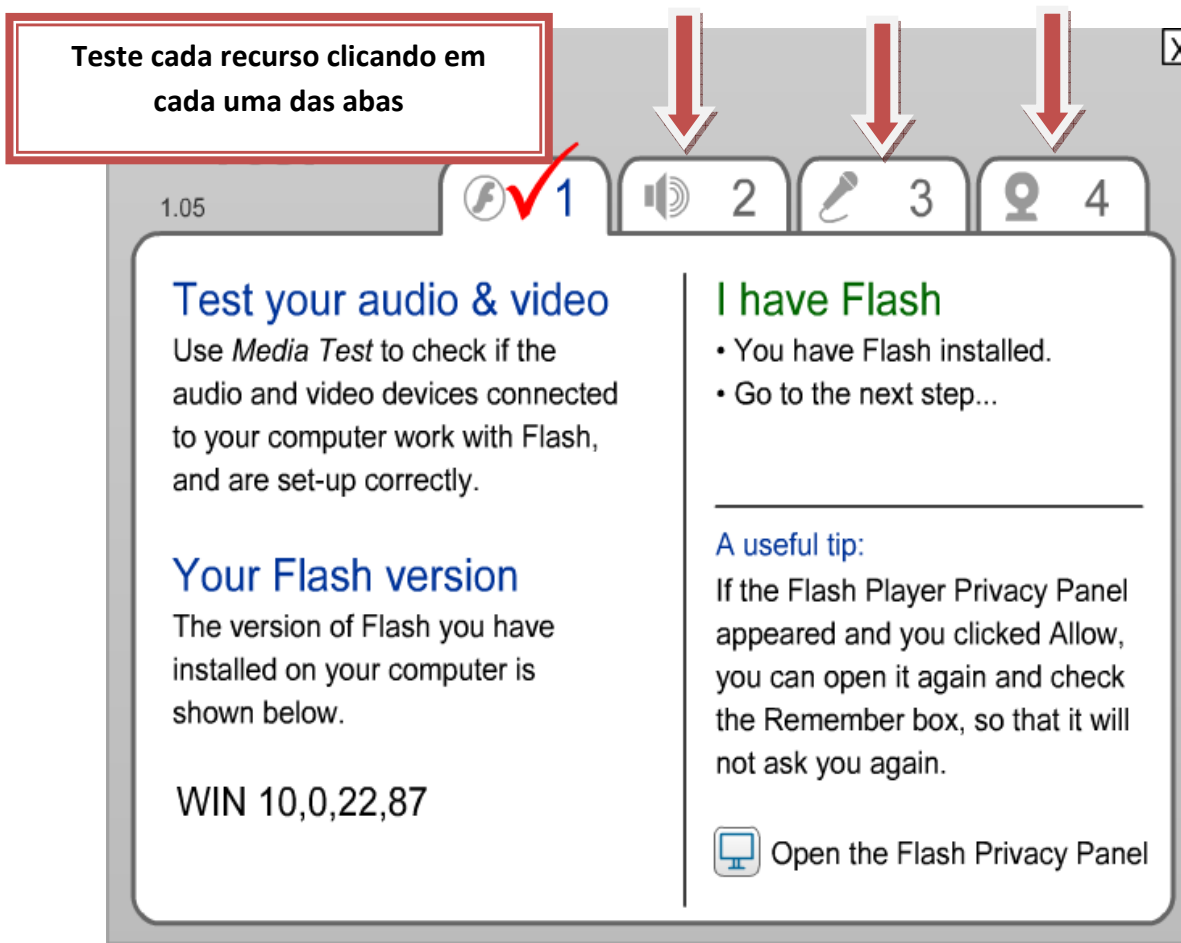 Teste cada recurso clicando em
cada uma das abas
X
1.05
1
2
3
4
Test your audio & video
Use Media Test to check if the
audio and video devices connected
to your computer work with Flash,
and are set-up correctly.
Your Flash version
The version of Flash you have
installed on your computer is
shown below.
WIN 10,0,22,87
I have Flash
• You have Flash installed.
• Go to the next step...
A useful tip:
If the Flash Player Privacy Panel
appeared and you clicked Allow,
you can open it again and check
the Remember box, so that it will
not ask you again.
Open the Flash Privacy Panel